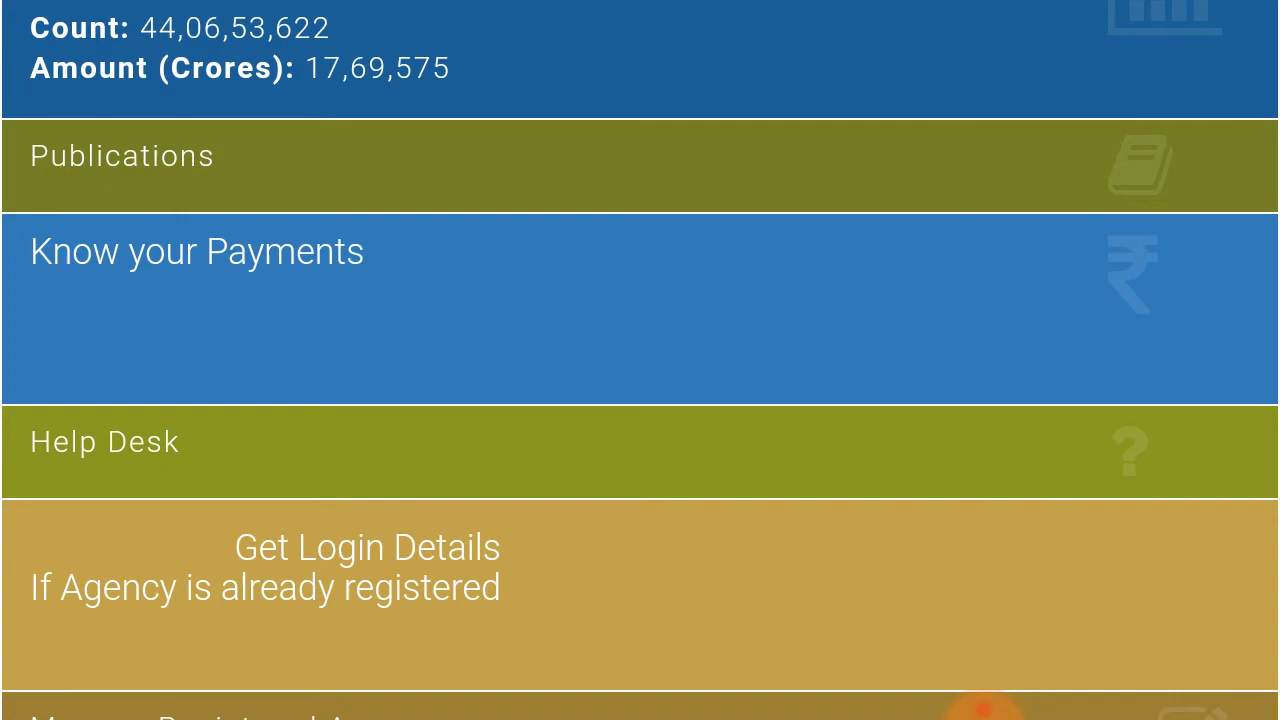 Count: 44,06,53,622
Amount (Crores): 17,69,575
Publications
Know your Payments
Help Desk
Get Login Details
If Agency is already registered